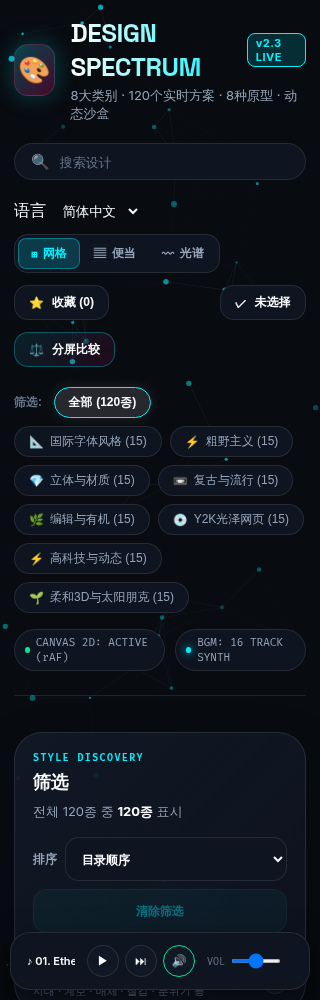 DESIGN
SPECTRUM
v2.3
LIVE
8大类别 · 120个实时方案 · 8种原型 · 动
态沙盒
搜索设计
语言 简体中文
网格 便当 光谱
收藏 (0) 未选择
分屏比较
筛选: 全部 (120종)
国际字体风格 (15) 粗野主义 (15)
立体与材质 (15) 复古与流行 (15)
编辑与有机 (15) Y2K光泽网页 (15)
高科技与动态 (15)
柔和3D与太阳朋克 (15)
CANVAS 2D: ACTIVE
(rAF)
BGM: 16 TRACK
SYNTH
STYLE DISCOVERY
筛选
전체 120종 중 120종 표시
排序 目录顺序
清除筛选
♪ 01. Ethe
VOL